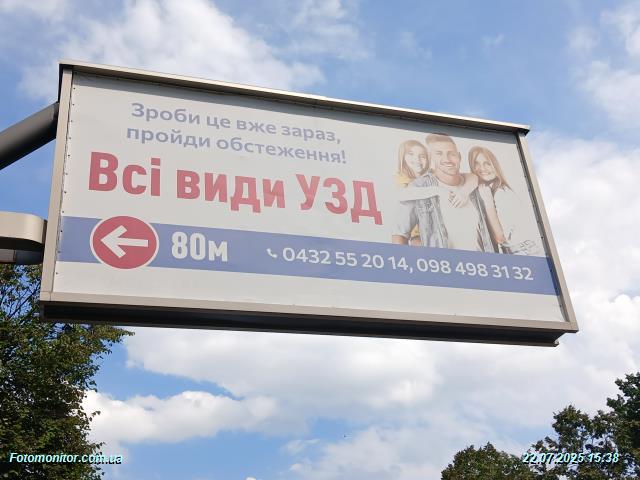 Зроби це вже зараз,
пройди обстеження!
Всі види УЗД
80м
0432 55 20 14, 098 498 31 32
Fotomonitor.com.ua
22.07.2025 15:38